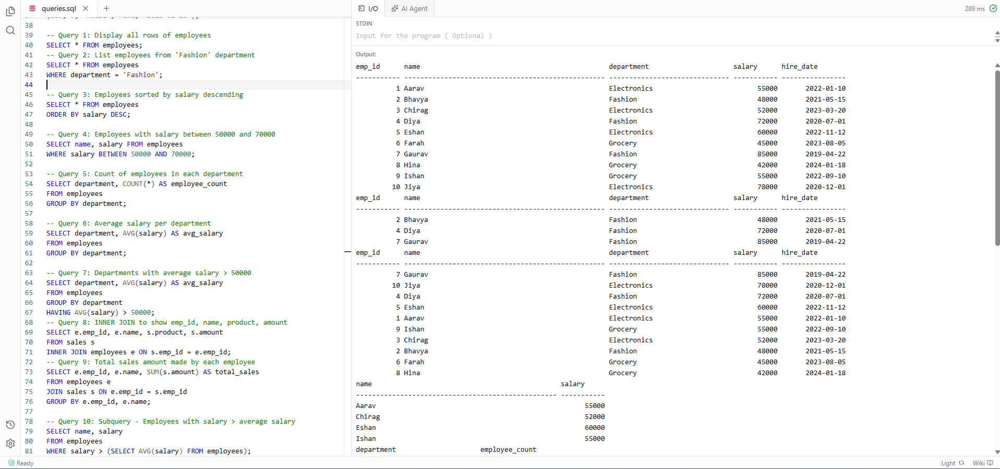 queries.sql
38
39 -- Query 1: Display all rows of employees
40 SELECT * FROM employees;
41 -- Query 2: List employees from 'Fashion' department
42 SELECT * FROM employees
43 WHERE department = 'Fashion';
44
45 -- Query 3: Employees sorted by salary descending
46 SELECT * FROM employees
47 ORDER BY salary DESC;
48
49 -- Query 4: Employees with salary between 50000 and 70000
50 SELECT name, salary FROM employees
51 WHERE salary BETWEEN 50000 AND 70000;
52
53 -- Query 5: Count of employees in each department
54 SELECT department, COUNT(*) AS employee_count
55 FROM employees
56 GROUP BY department;
57
58 -- Query 6: Average salary per department
59 SELECT department, AVG(salary) AS avg_salary
60 FROM employees
61 GROUP BY department;
62
63 -- Query 7: Departments with average salary > 50000
64 SELECT department, AVG(salary) AS avg_salary
65 FROM employees
66 GROUP BY department
67 HAVING AVG(salary) > 50000;
68 -- Query 8: INNER JOIN to show emp_id, name, product, amount
69 SELECT e.emp_id, e.name, s.product, s.amount
70 FROM sales s
71 INNER JOIN employees e ON s.emp_id = e.emp_id;
72 -- Query 9: Total sales amount made by each employee
73 SELECT e.emp_id, e.name, SUM(s.amount) AS total_sales
74 FROM employees e
75 JOIN sales s ON e.emp_id = s.emp_id
76 GROUP BY e.emp_id, e.name;
77
78 -- Query 10: Subquery - Employees with salary > average salary
79 SELECT name, salary
80 FROM employees
81 WHERE salary > (SELECT AVG(salary) FROM employees);
Ready
I/O AI Agent 289 ms
STDIN
Input for the program ( Optional )
Output:
emp_id name department salary hire_date
----------- -------------------------------------------------- ------------------------------ ----------- ----------------
1 Aarav Electronics 55000 2022-01-10
2 Bhavya Fashion 48000 2021-05-15
3 Chirag Electronics 52000 2023-03-20
4 Diya Fashion 72000 2020-07-01
5 Eshan Electronics 60000 2022-11-12
6 Farah Grocery 45000 2023-08-05
7 Gaurav Fashion 85000 2019-04-22
8 Hina Grocery 42000 2024-01-18
9 Ishan Grocery 55000 2022-09-10
10 Jiya Electronics 78000 2020-12-01
emp_id name department salary hire_date
----------- -------------------------------------------------- ------------------------------ ----------- ----------------
2 Bhavya Fashion 48000 2021-05-15
4 Diya Fashion 72000 2020-07-01
7 Gaurav Fashion 85000 2019-04-22
emp_id name department salary hire_date
----------- -------------------------------------------------- ------------------------------ ----------- ----------------
7 Gaurav Fashion 85000 2019-04-22
10 Jiya Electronics 78000 2020-12-01
4 Diya Fashion 72000 2020-07-01
5 Eshan Electronics 60000 2022-11-12
1 Aarav Electronics 55000 2022-01-10
9 Ishan Grocery 55000 2022-09-10
3 Chirag Electronics 52000 2023-03-20
2 Bhavya Fashion 48000 2021-05-15
6 Farah Grocery 45000 2023-08-05
8 Hina Grocery 42000 2024-01-18
name salary
-------------------------------------------------- -----------
Aarav 55000
Chirag 52000
Eshan 60000
Ishan 55000
department employee_count
Light Wiki